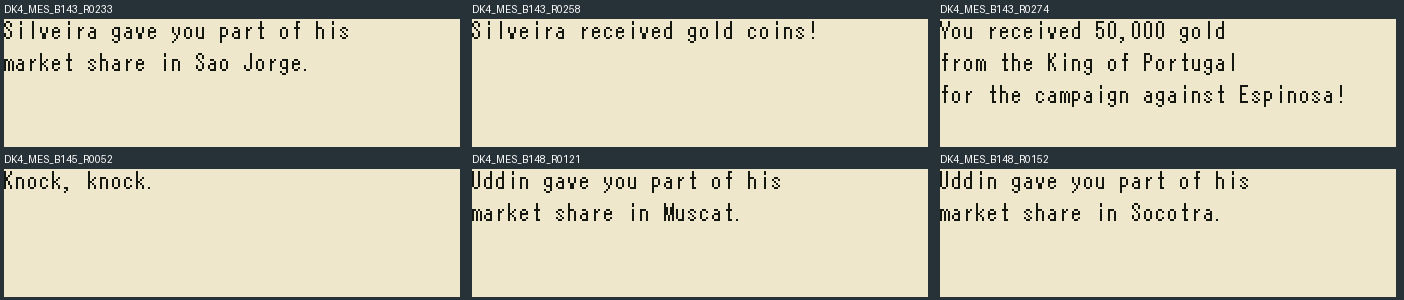 DK4_MES_B143_R0233
Silveira gave you part of his
market share in Sao Jorge.
DK4_MES_B143_R0258
Silveira received gold coins!
DK4_MES_B143_R0274
You received 50,000 gold
from the King of Portugal
for the campaign against Espinosa!
DK4_MES_B145_R0052
Knock, knock.
DK4_MES_B148_R0121
Uddin gave you part of his
market share in Muscat.
DK4_MES_B148_R0152
Uddin gave you part of his
market share in Socotra.